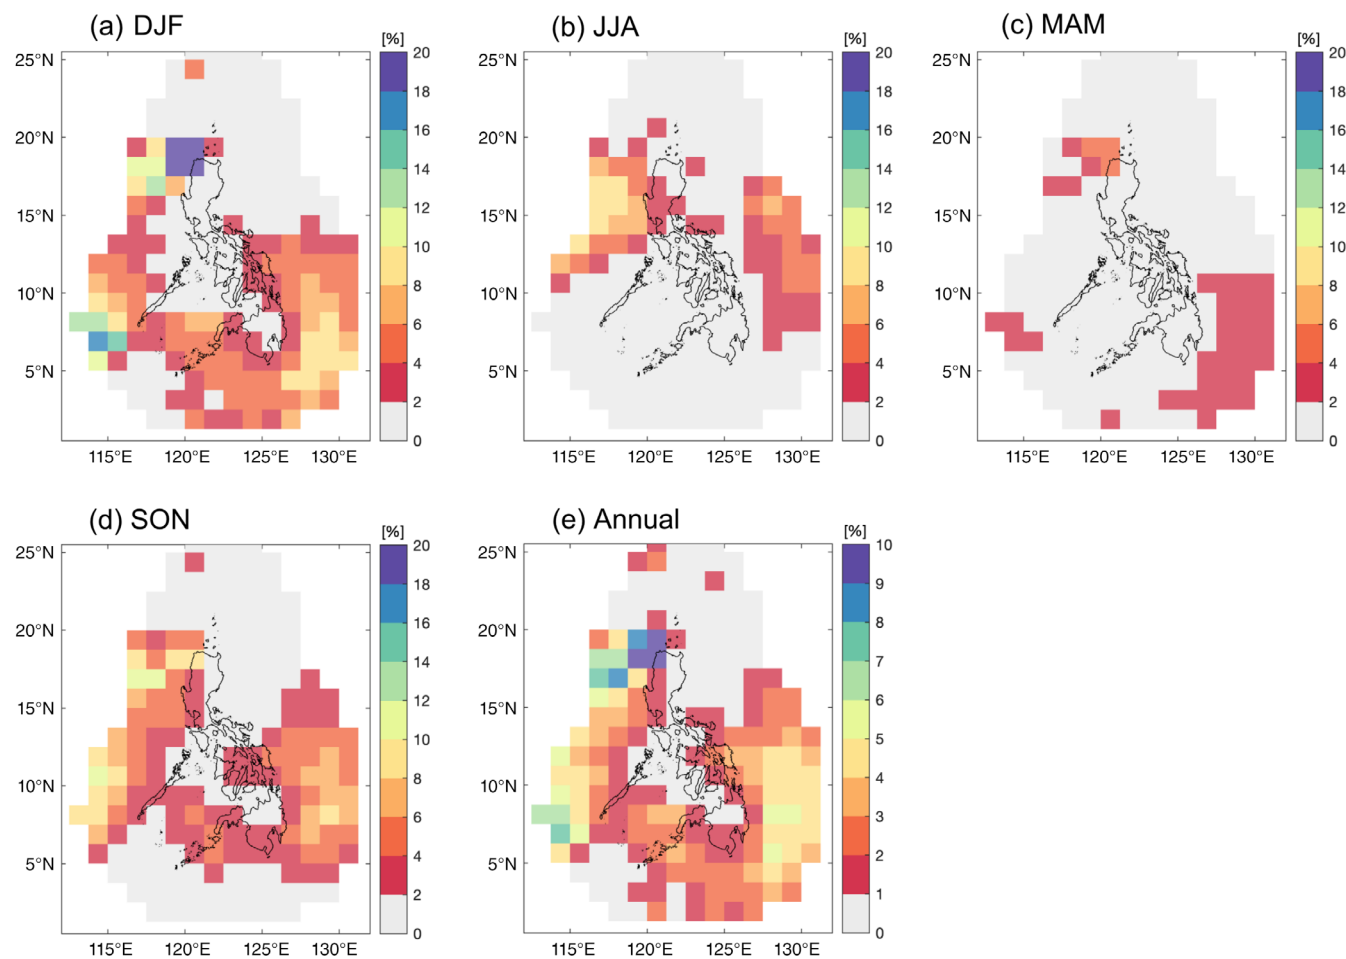 (a) DJF
[%]
25°N
20°N
15°N
10°N
5°N
115°E 120°E 125°E 130°E
20
18
16
14
12
10
8
6
4
2
0
(b) JJA
[%]
25°N
20°N
15°N
10°N
5°N
115°E 120°E 125°E 130°E
20
18
16
14
12
10
8
6
4
2
0
(c) MAM
[%]
25°N
20°N
15°N
10°N
5°N
115°E 120°E 125°E 130°E
20
18
16
14
12
10
8
6
4
2
0
(d) SON
[%]
25°N
20°N
15°N
10°N
5°N
115°E 120°E 125°E 130°E
20
18
16
14
12
10
8
6
4
2
0
(e) Annual
[%]
25°N
20°N
15°N
10°N
5°N
115°E 120°E 125°E 130°E
10
9
8
7
6
5
4
3
2
1
0